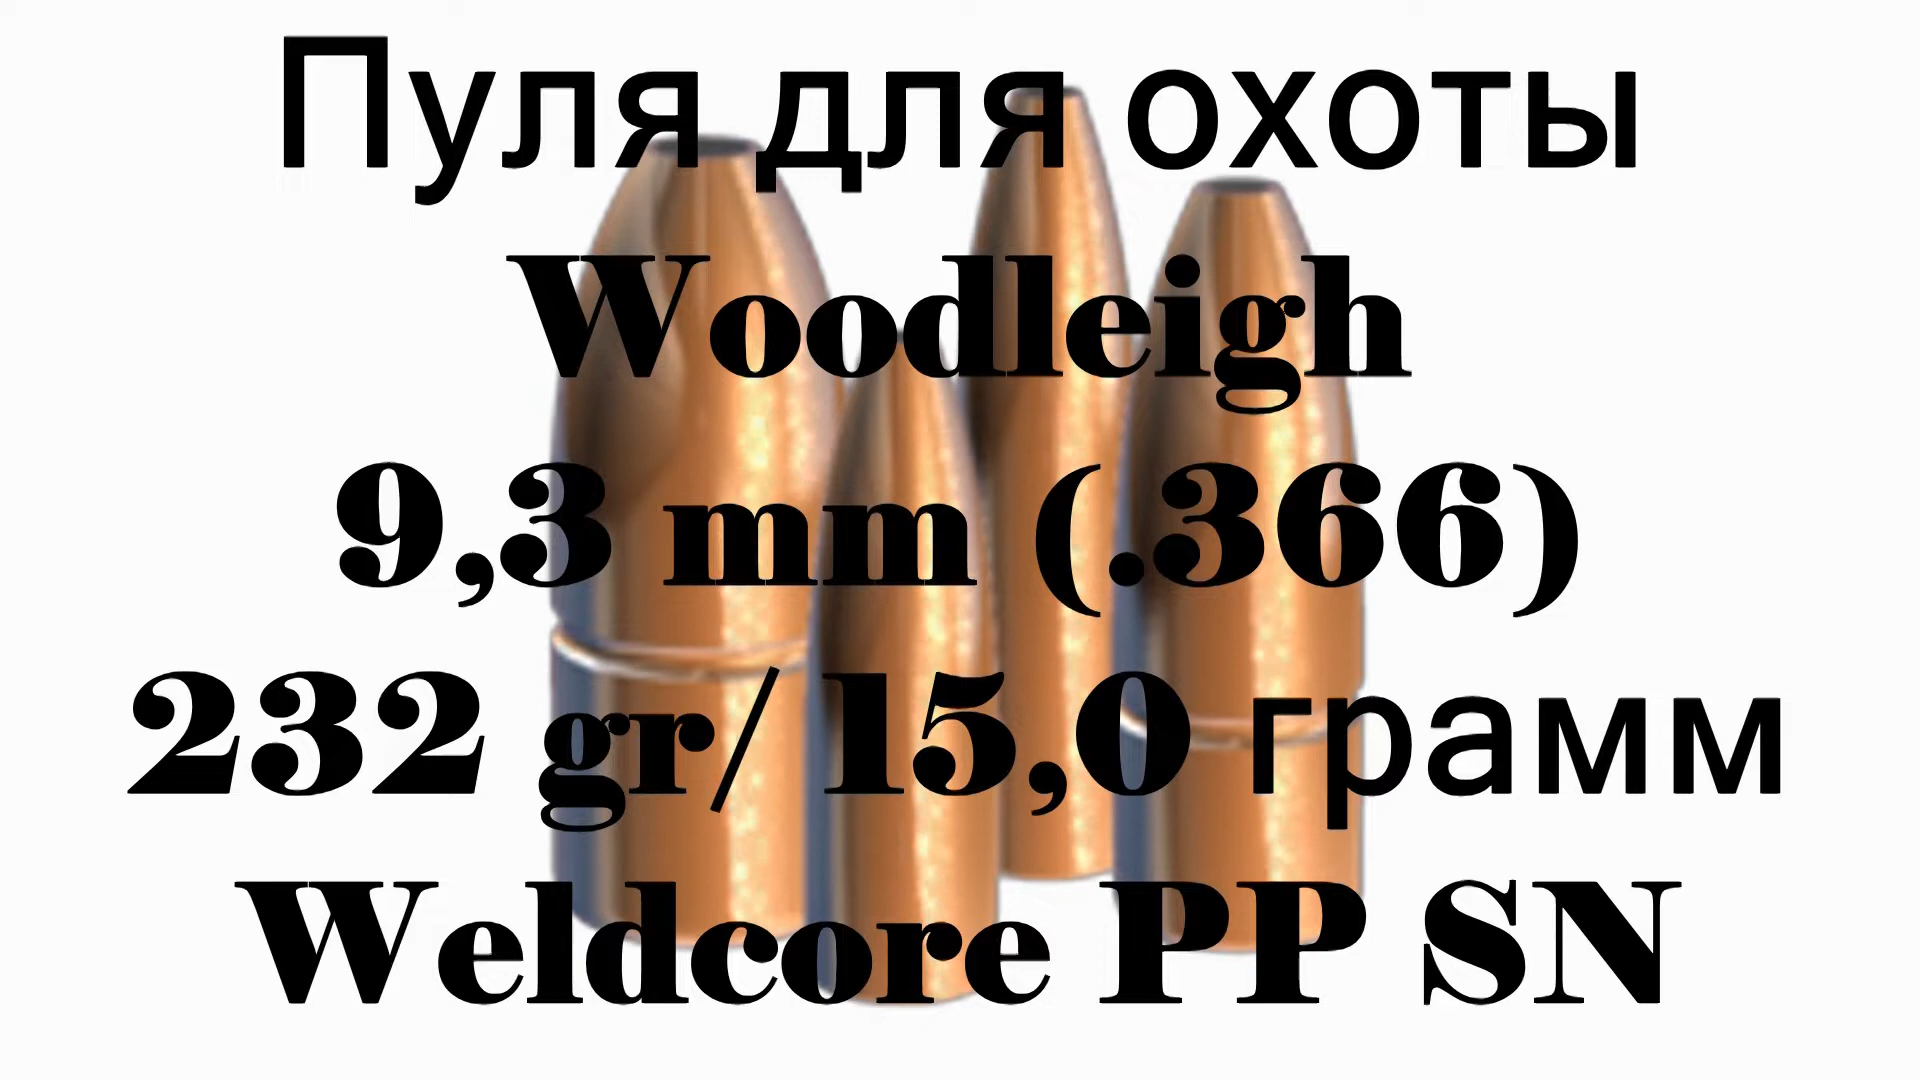 Пуля для охоты
Woodleigh
9,3 mm (.366)
232 gr/ 15,0 грамм
Weldcore PP SN